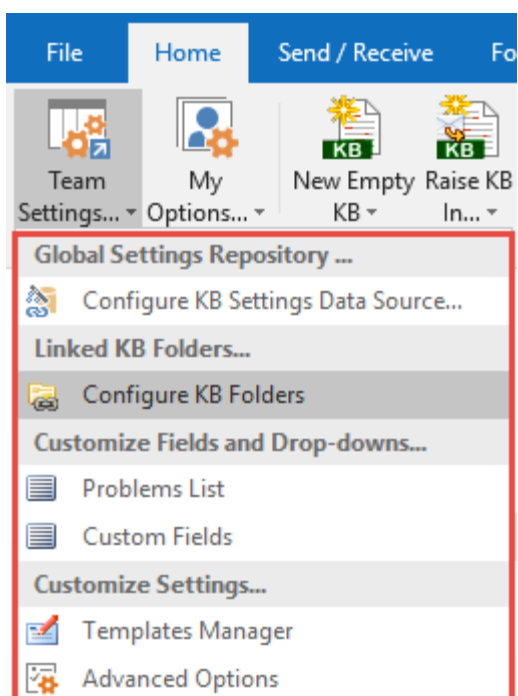 File Home Send / Receive Fo
KB KB
Team My New Empty Raise KB
Settings... Options... KB In...
Global Settings Repository ...
Configure KB Settings Data Source...
Linked KB Folders...
Configure KB Folders
Customize Fields and Drop-downs...
Problems List
Custom Fields
Customize Settings...
Templates Manager
Advanced Options